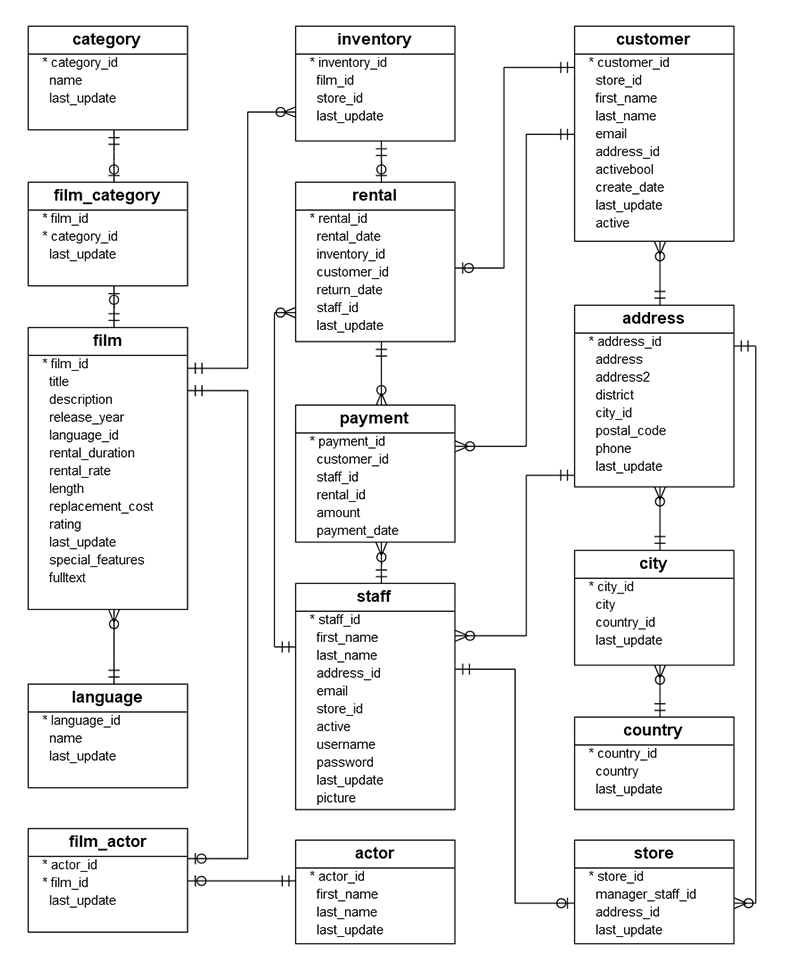 category
* category_id
name
last_update
film_category
* film_id
* category_id
last_update
film
* film_id
title
description
release_year
language_id
rental_duration
rental_rate
length
replacement_cost
rating
last_update
special_features
fulltext
language
* language_id
name
last_update
film_actor
* actor_id
* film_id
last_update
inventory
* inventory_id
film_id
store_id
last_update
rental
* rental_id
rental_date
inventory_id
customer_id
return_date
staff_id
last_update
payment
* payment_id
customer_id
staff_id
rental_id
amount
payment_date
staff
* staff_id
first_name
last_name
address_id
email
store_id
active
username
password
last_update
picture
actor
* actor_id
first_name
last_name
last_update
customer
* customer_id
store_id
first_name
last_name
email
address_id
activebool
create_date
last_update
active
address
* address_id
address
address2
district
city_id
postal_code
phone
last_update
city
* city_id
city
country_id
last_update
country
* country_id
country
last_update
store
* store_id
manager_staff_id
address_id
last_update